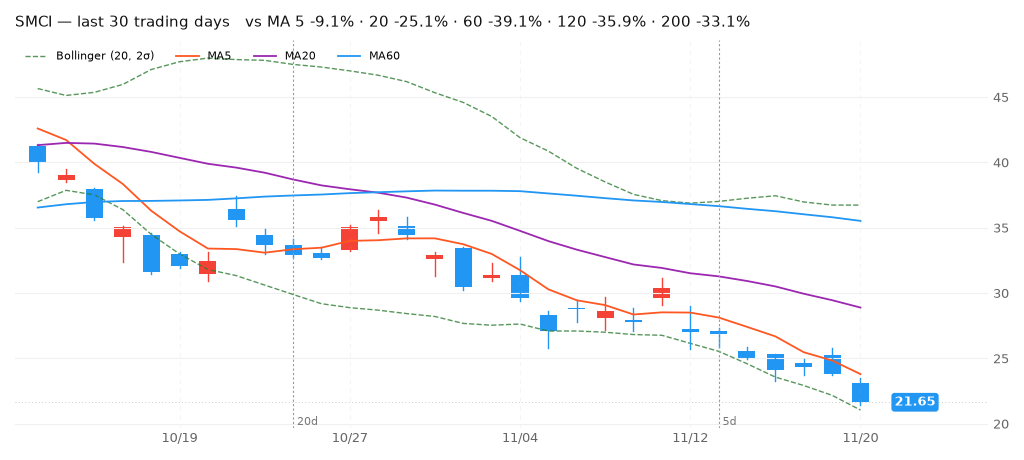 SMCI — last 30 trading days vs MA 5 -9.1% · 20 -25.1% · 60 -39.1% · 120 -35.9% · 200 -33.1%
Bollinger (20, 2σ) MA5 MA20 MA60
45
40
35
30
25
20
21.65
20d
5d
10/19 10/27 11/04 11/12 11/20